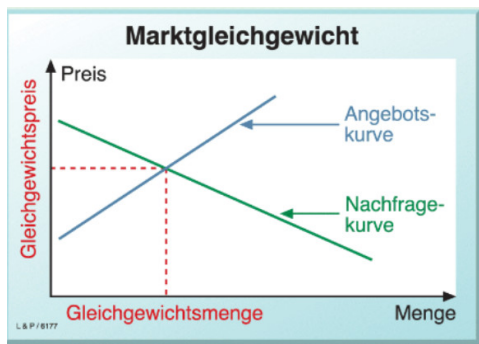 Marktgleichgewicht
Preis
Gleichgewichtspreis
Angebots-
kurve
Nachfrage-
kurve
Gleichgewichtsmenge
Menge
L & P / 6177